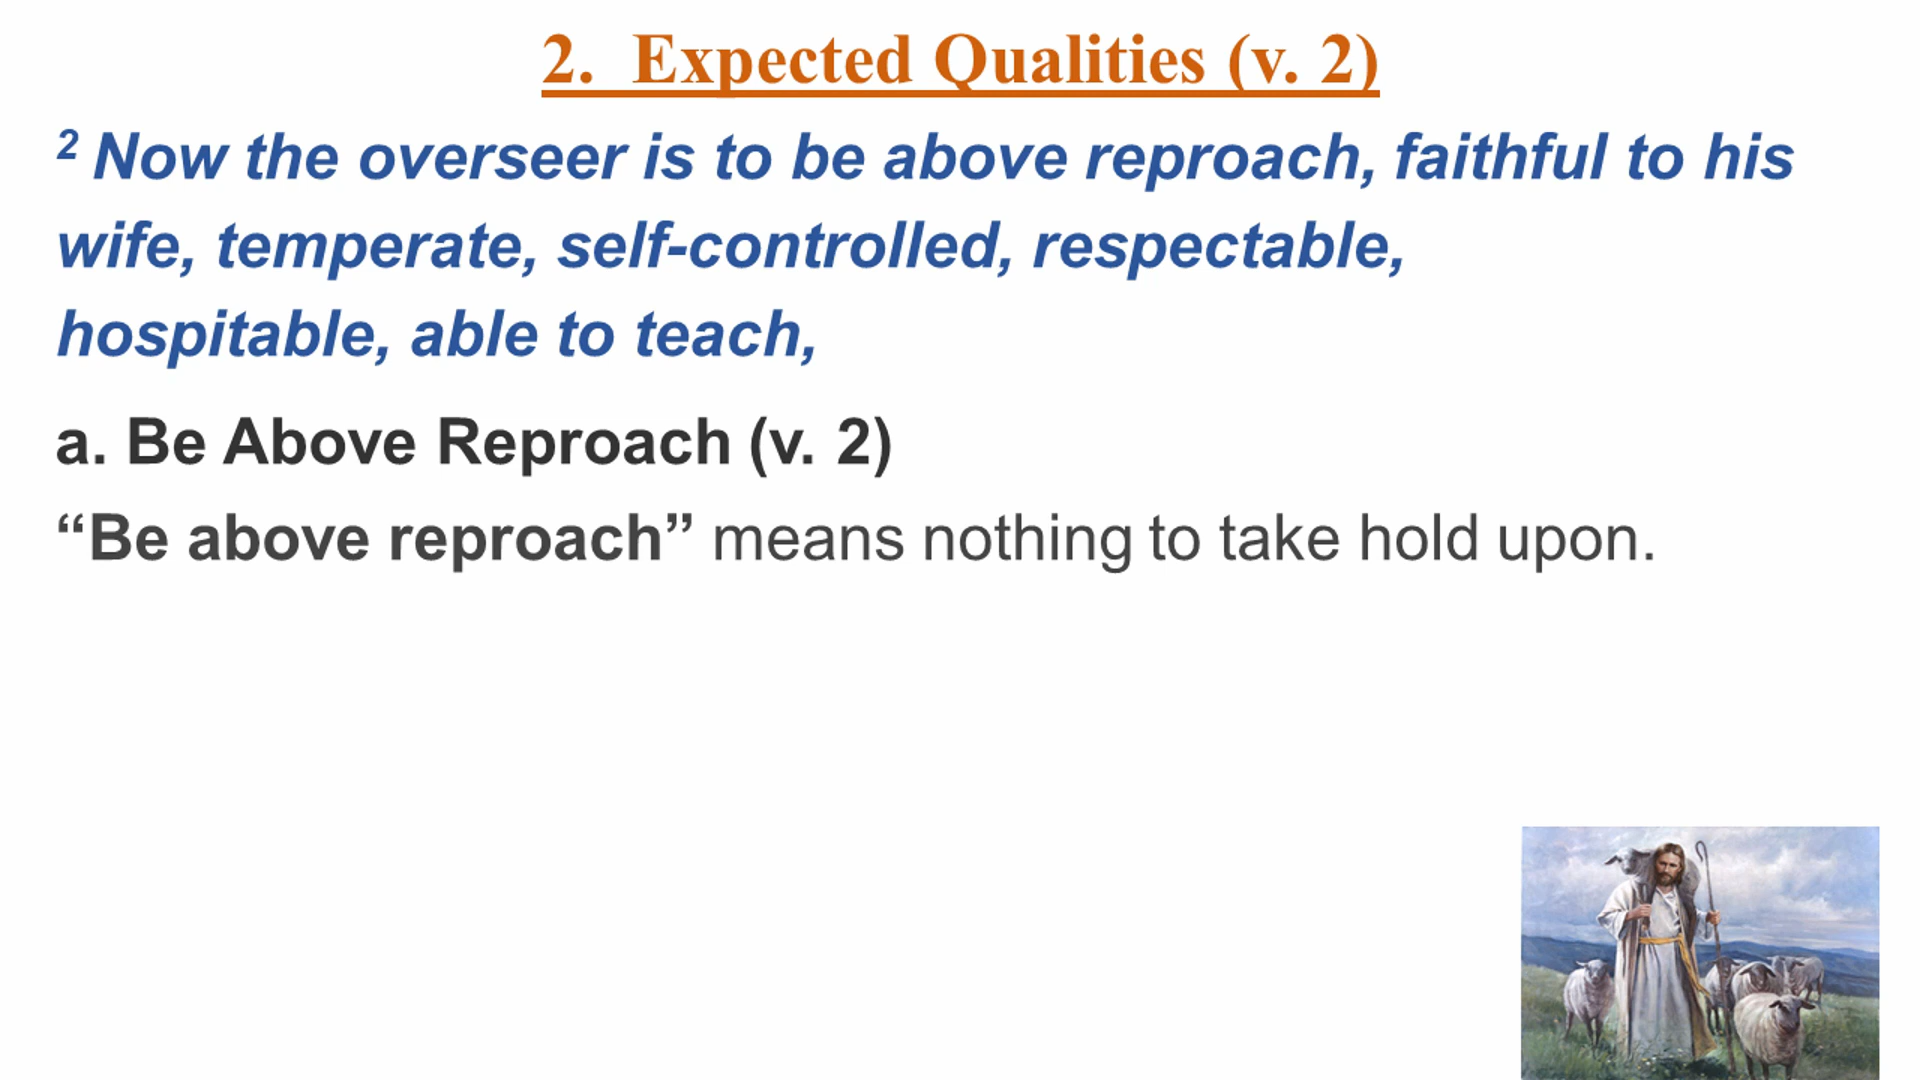 2.  Expected Qualities (v. 2)
2 Now the overseer is to be above reproach, faithful to his
wife, temperate, self-controlled, respectable,
hospitable, able to teach,
a. Be Above Reproach (v. 2)
“Be above reproach” means nothing to take hold upon.